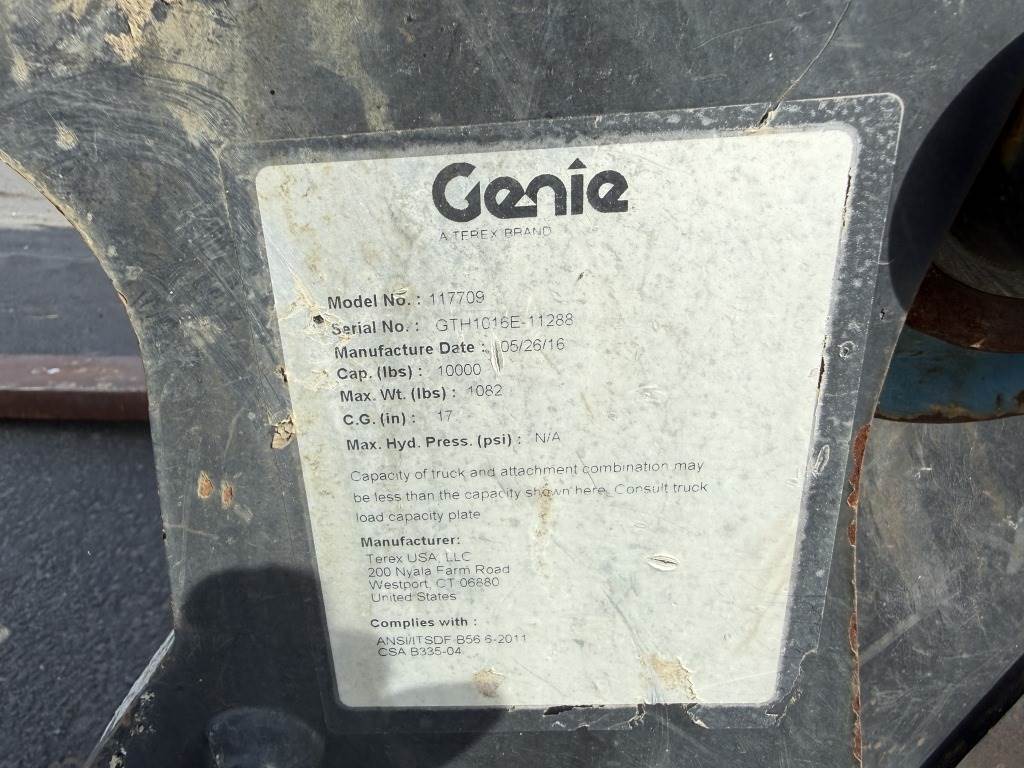 Genie
A TEREX BRAND
Model No. : 117709
Serial No. : GTH1016E-11288
Manufacture Date : 05/26/16
Cap. (lbs) : 10000
Max. Wt. (lbs) : 1082
C.G. (in) : 17
Max. Hyd. Press. (psi) : N/A
Capacity of truck and attachment combination may
be less than the capacity shown here. Consult truck
load capacity plate
Manufacturer:
Terex USA, LLC
200 Nyala Farm Road
Westport, CT 06880
United States
Complies with :
ANSI/ITSDF B56.6-2011
CSA B335-04